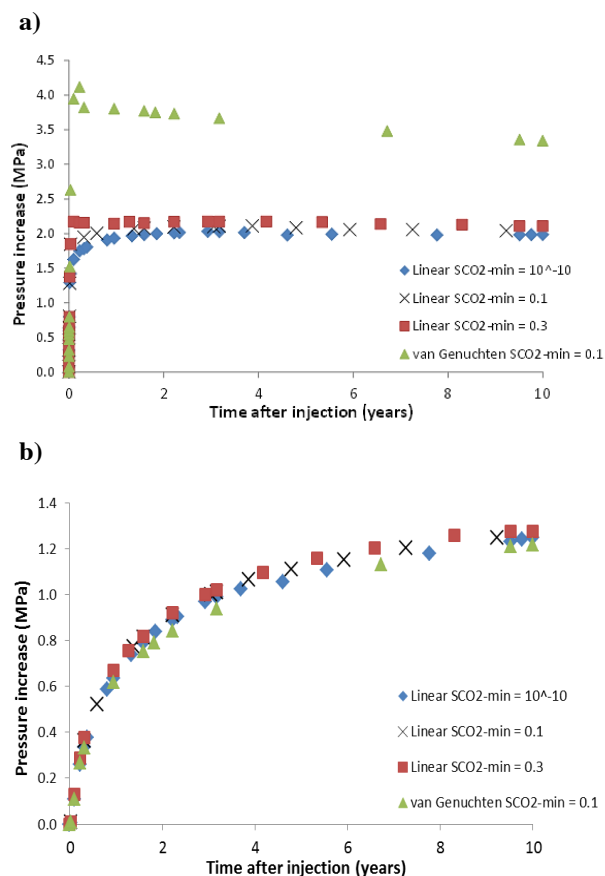 a)
4.5
4.0
3.5
3.0
2.5
2.0
1.5
1.0
0.5
0.0
Pressure increase (MPa)
Linear SCO2-min = 10^-10
Linear SCO2-min = 0.1
Linear SCO2-min = 0.3
van Genuchten SCO2-min = 0.1
0 2 4 6 8 10
Time after injection (years)
b)
1.4
1.2
1.0
0.8
0.6
0.4
0.2
0.0
Pressure increase (MPa)
Linear SCO2-min = 10^-10
Linear SCO2-min = 0.1
Linear SCO2-min = 0.3
van Genuchten SCO2-min = 0.1
0 2 4 6 8 10
Time after injection (years)